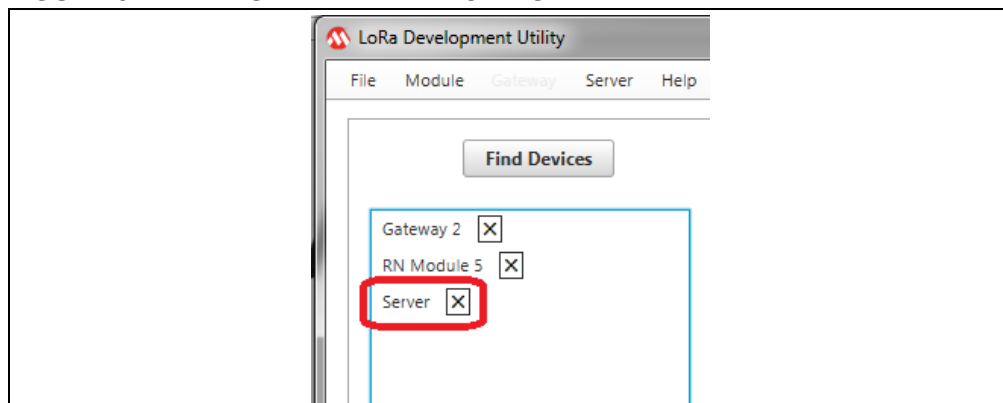 LoRa Development Utility
File Module Gateway Server Help
Find Devices
Gateway 2
RN Module 5
Server